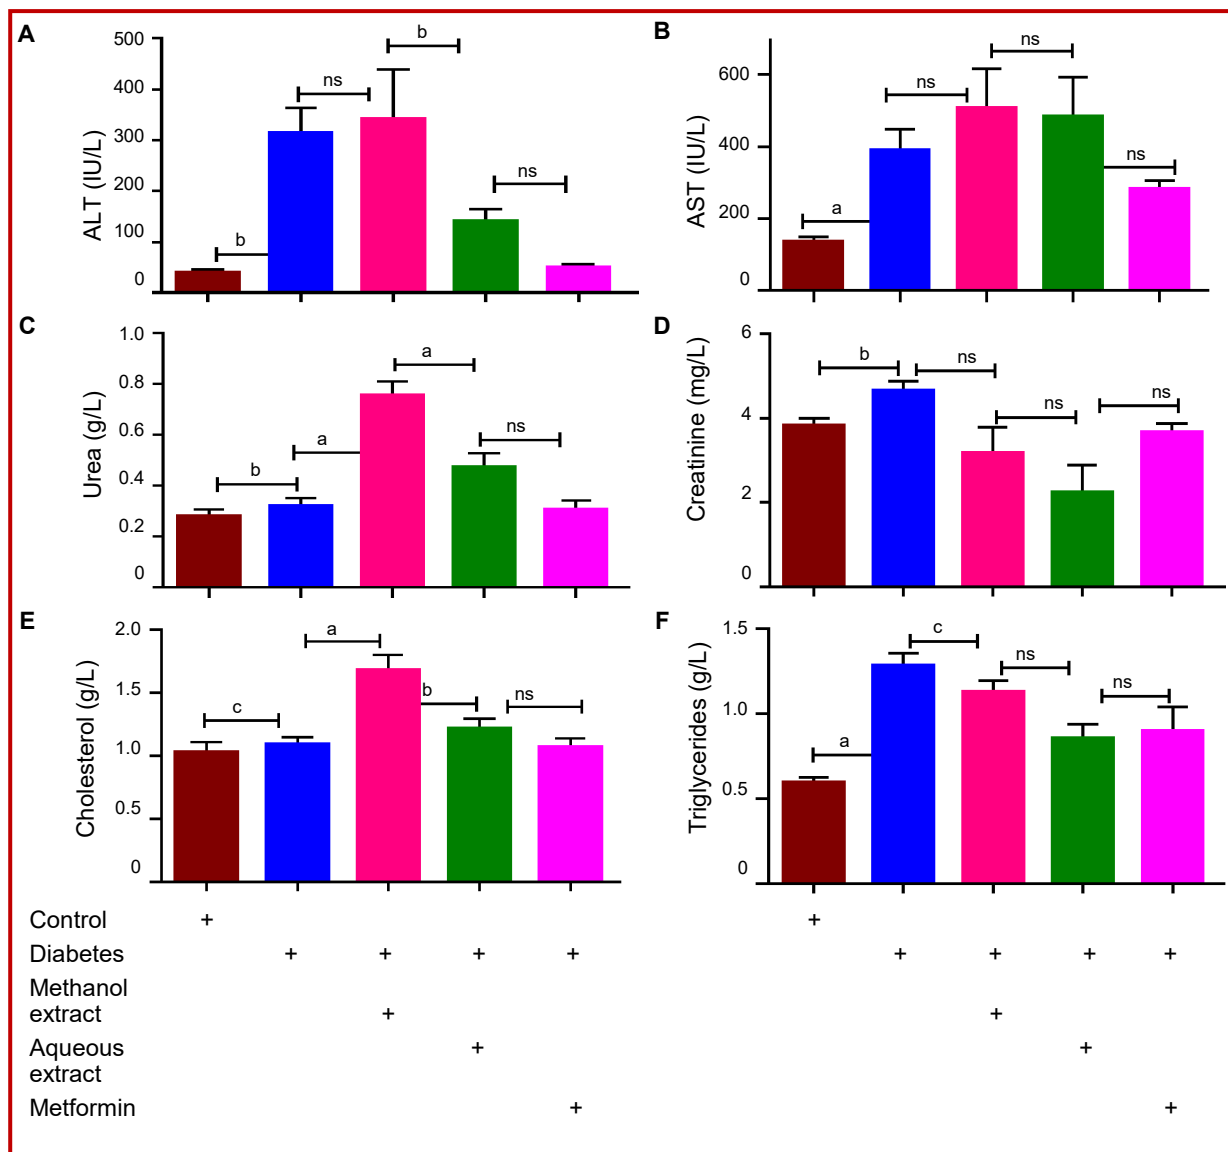 A
ALT (IU/L)
500
400
300
200
100
0
b
ns
b
ns
B
AST (IU/L)
600
400
200
0
a
ns
ns
ns
C
Urea (g/L)
1.0
0.8
0.6
0.4
0.2
0
b
a
a
ns
D
Creatinine (mg/L)
6
4
2
0
b
ns
ns
ns
E
Cholesterol (g/L)
2.0
1.5
1.0
0.5
0
c
a
b
ns
F
Triglycerides (g/L)
1.5
1.0
0.5
0
a
c
ns
ns
Control + +
Diabetes + + + + + + + +
Methanol
extract + +
Aqueous + +
extract
Metformin + +